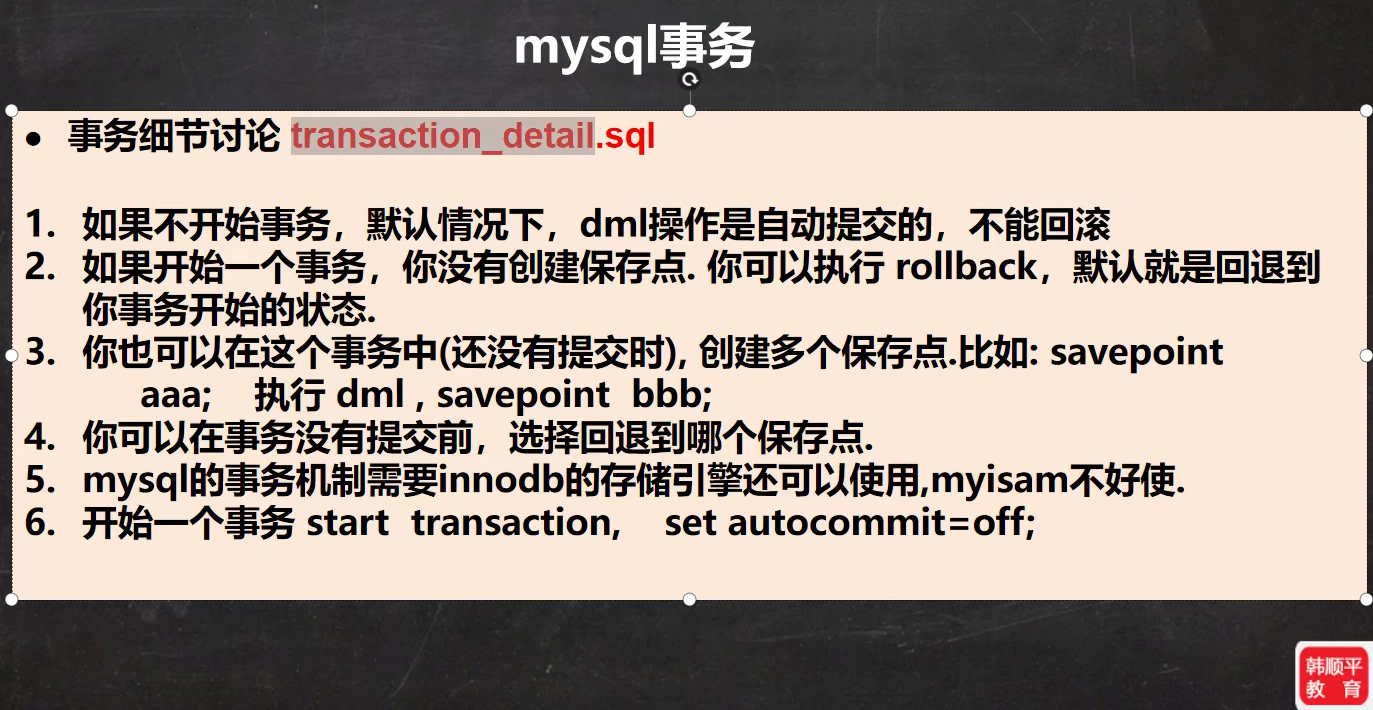 mysql事务
● 事务细节讨论 transaction_detail.sql
1. 如果不开始事务，默认情况下，dml操作是自动提交的，不能回滚
2. 如果开始一个事务，你没有创建保存点. 你可以执行 rollback，默认就是回退到
你事务开始的状态.
3. 你也可以在这个事务中(还没有提交时), 创建多个保存点.比如: savepoint
aaa; 执行 dml , savepoint bbb;
4. 你可以在事务没有提交前，选择回退到哪个保存点.
5. mysql的事务机制需要innodb的存储引擎还可以使用,myisam不好使.
6. 开始一个事务 start transaction, set autocommit=off;
韩顺平
教 育